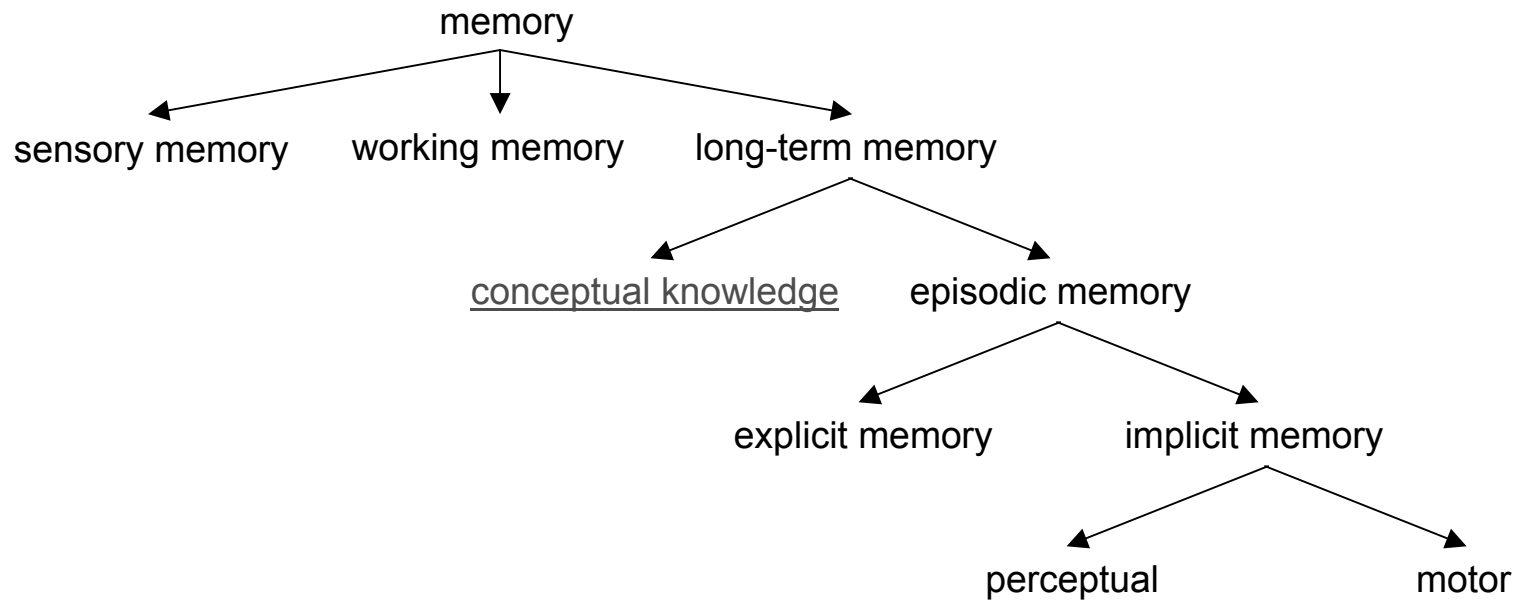 memory
sensory memory working memory long-term memory
conceptual knowledge episodic memory
explicit memory implicit memory
perceptual motor